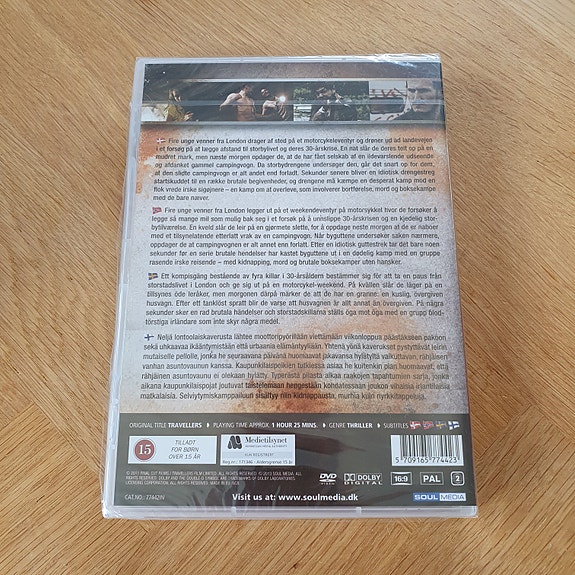 Fire unge venner fra London drager af sted på et motorykeleventyr og drøner ud ad landevejen
i et forsøg på at lægge afstand til storbylivet og deres 30-årskrise. En nat slår de deres telt op på en
mudret mark, men næste morgen opdager de, at de har fået selskab af en ildevarslende udseende
og affdanket gammel campingvogn. Da storbydrengene undersøger den, går det snart op for dem,
at den slidte campingvogn er alt andet end forladt. Sekunder senere bliver en idiotisk drengestreg
startskuddet til en række brutale begivenheder, og drengene må kæmpe en desperat kamp mod en
flok vrede irske sigøjnere – en kamp om at overleve, som involverer bortførelse, mord og boksekampe
med de bare næver.
Fire unge venner fra London legger ut på et weekendeventyr på motorsykkel hvor de forsøker å
legge så mange mil som mulig bak seg i et forsøk på å unnslippe 30-årskrisen og en kjedelig stor-
bytilværelse. En kveld slår de leir på en gjørmete slette, for å oppdage neste morgen at de er naboer
med et tilsynelatende etterlatt vrak av en campingvogn. Når byguttene undersøker saken nærmere,
oppdager de at campingvognen er alt annet enn forlatt. Etter en idiotisk guttestrek tar det bare noen
sekunder før en serie brutale hendelser har kastet byguttene ut i en dødelig kamp med en gruppe
rasende irske reisende – med kidnapping, mord og brutale boksekamper uten hansker.
Ett kompisgäng bestående av fyra killar i 30-årsåldern bestämmer sig för att ta en paus från
storstadslivet i London och ge sig ut på en motorcykel-weekend. På kvällen slår de läger på en
tillsynes öde leråker, men morgonen därpå märker de att de har en granne: en kuslig, övergiven
husvagn. Efter ett tanklöst spratt blir de varse att husvagnen är allt annat än övergiven. På några
sekunder sker en rad brutala händelser och storstadskillarna ställs öga mot öga med en grupp blod-
törstiga irländare som inte skyr några medel.
Neljä lontoolaiskaverusta lähtee moottoripyörillään viettämään viikonloppua päästäkseen pakoon
sekä uhkaavaa ikääntymistään että urbaania elämäntyyliään. Yhtenä yönä kaverukset pystyttävät leirin
mutaiselle pellolle, jonka he seuraavana päivänä huomaavat jakavansa hylätyltä vaikuttavan, rähjäinen
vanhan asuntovaunun kanssa. Kaupunkilaispoikien tutkiessa asiaa he kuitenkin pian huomaavat, että
rähjäinen asuntovaunu ei olekaan hylätty. Typerästä pilasta alkaa raakojen tapahtumien sarja, jonka
aikana kaupunkilaispojat joutuvat taistelemaan hengestään kohdatessaan joukon vihaisia irlantilaisia
matkalaisia. Selviytymiskamppailuun sisältyy niin kidnappausta, murhia kuin nyrkkitappeluja.
ORIGINAL TITLE TRAVELLERS PLAYING TIME APPROX. 1 HOUR 25 MINS. GENRE THRILLER SUBTITLES
15
TILLADT
FOR BØRN
OVER 15 ÅR
Medietilsynet
Reg.nr.: 171346 - Aldersgrense 15 år
DVD
VIDEO
DOLBY
DIGITAL
5 709165 774423
16:9
PAL
2
CAT.NO.: 77442IN
Visit us at: www.soulmedia.dk
SOUL MEDIA